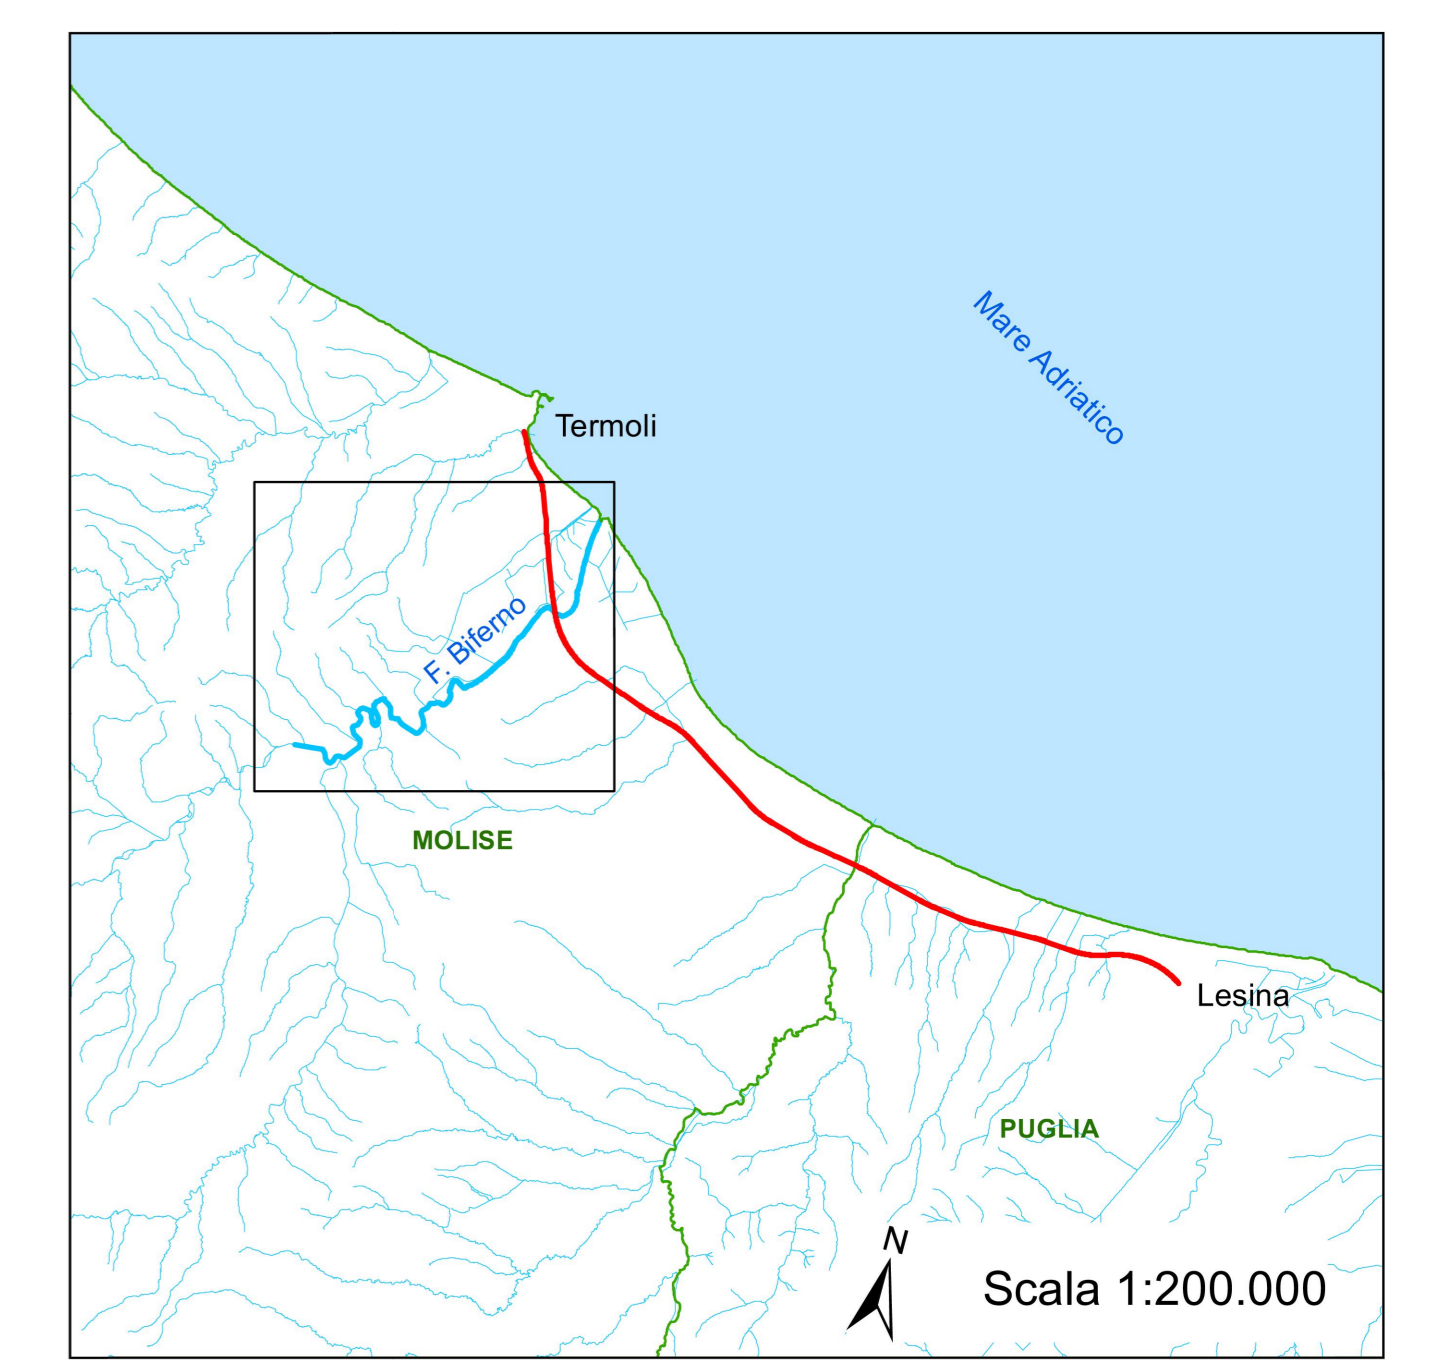 Mare Adriatico
Termoli
F. Biferno
MOLISE
Lesina
PUGLIA
N
Scala 1:200.000